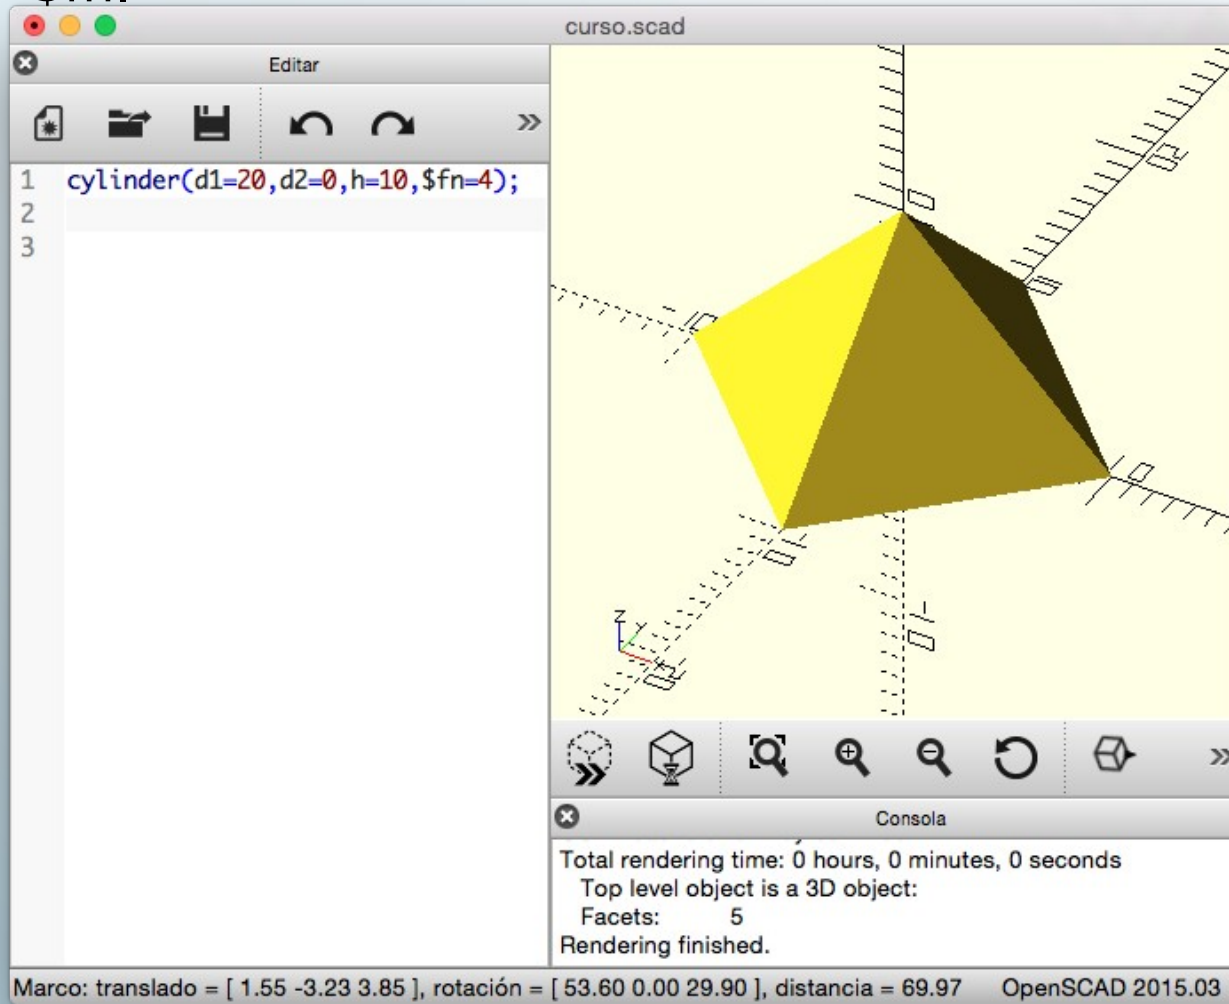 curso.scad
Editar
1 cylinder(d1=20,d2=0,h=10,$fn=4);
2
3
Z
Consola
Total rendering time: 0 hours, 0 minutes, 0 seconds
Top level object is a 3D object:
Facets: 5
Rendering finished.
Marco: translado = [ 1.55 -3.23 3.85 ], rotación = [ 53.60 0.00 29.90 ], distancia = 69.97 OpenSCAD 2015.03